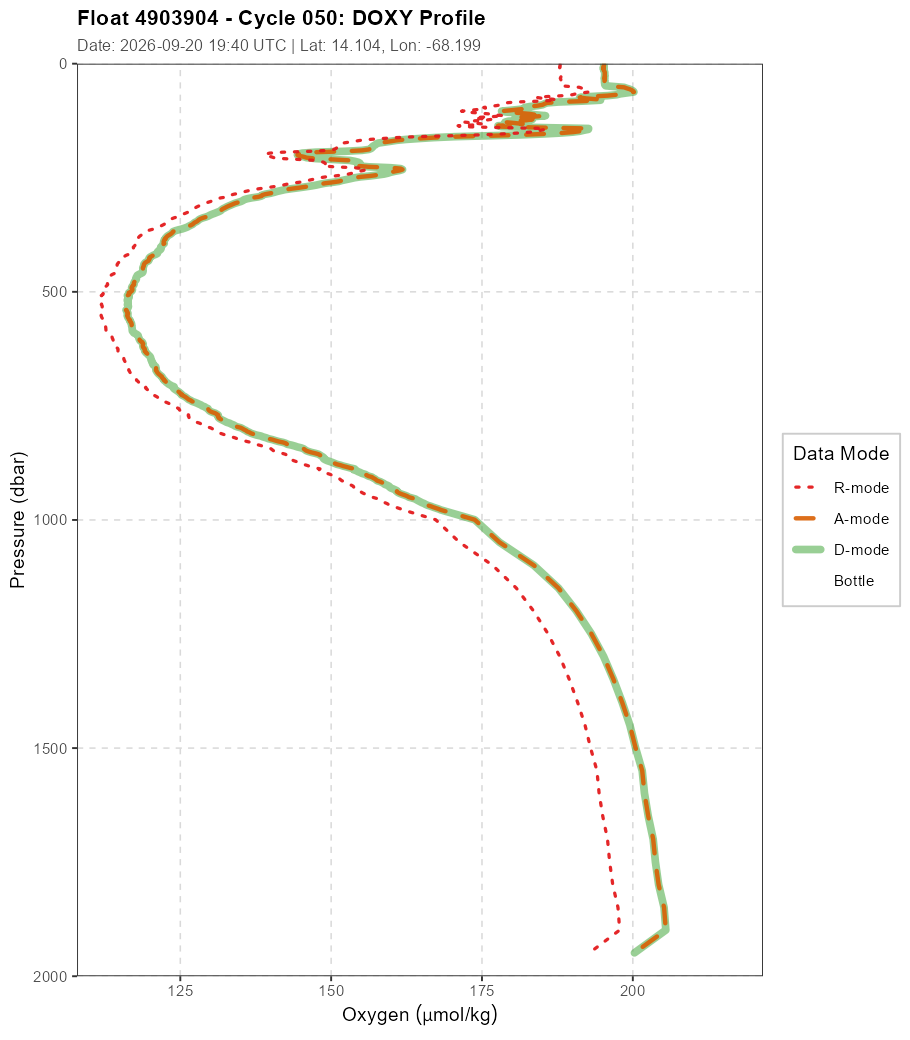 Float 4903904 - Cycle 050: DOXY Profile
Date: 2026-09-20 19:40 UTC | Lat: 14.104, Lon: -68.199
0
500
1000
1500
2000
Pressure (dbar)
125
150
175
200
Oxygen (μmol/kg)
Data Mode
R-mode
A-mode
D-mode
Bottle